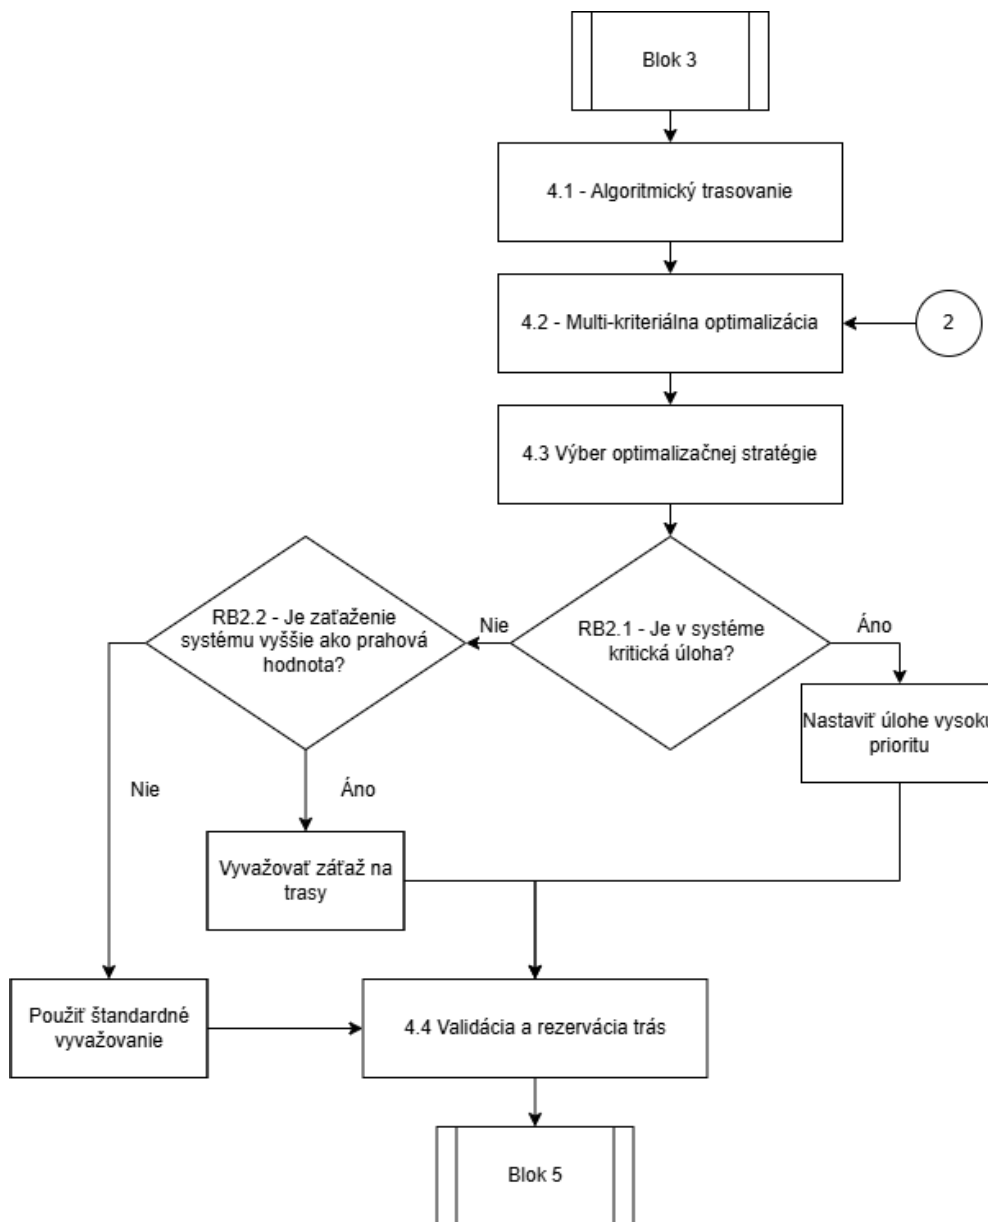 Blok 3
4.1 - Algoritmický trasovanie
4.2 - Multi-kriteriálna optimalizácia
2
4.3 Výber optimalizačnej stratégie
RB2.2 - Je zaťaženie
systému vyššie ako prahová
hodnota?
Nie
RB2.1 - Je v systéme
kritická úloha?
Áno
Nastaviť úlohe vysokú
prioritu
Nie
Áno
Vyvažovať záťaž na
trasy
Použiť štandardné
vyvažovanie
4.4 Validácia a rezervácia trás
Blok 5